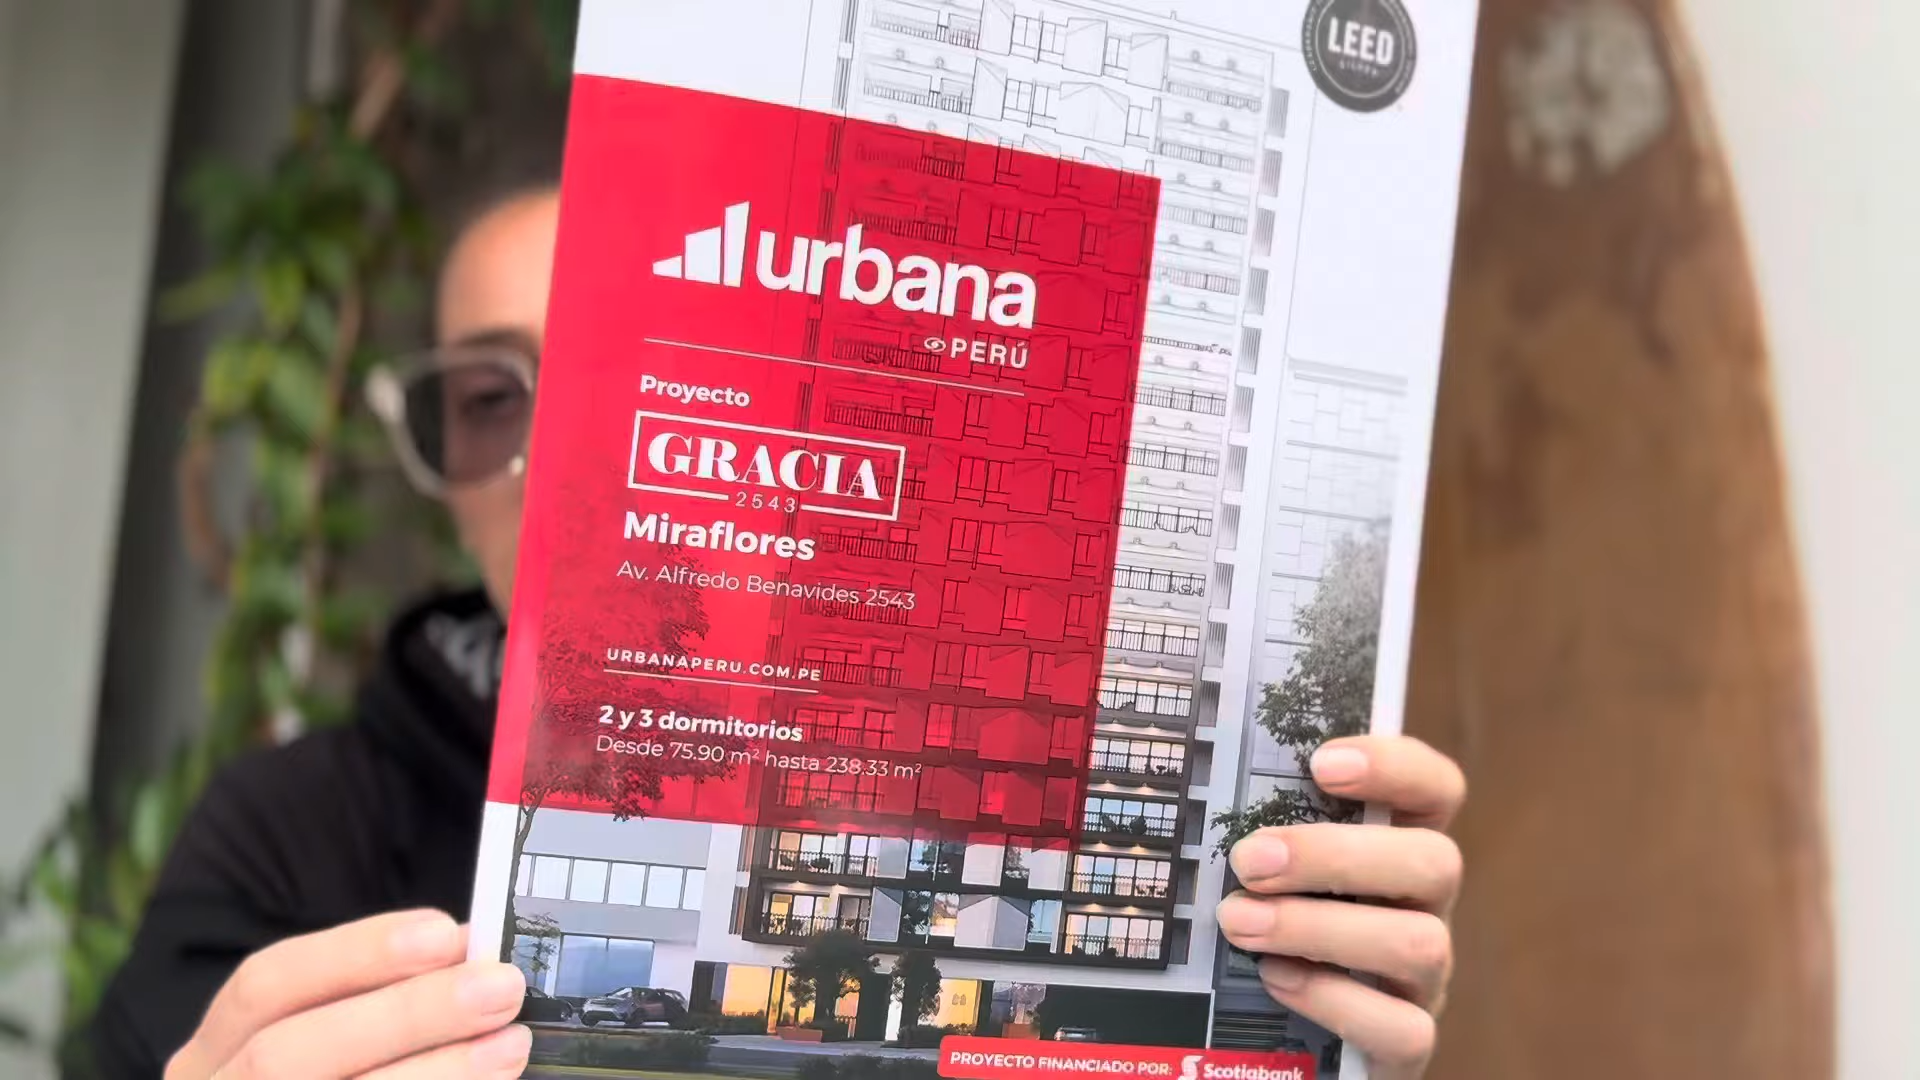 LEED
urbana
PERÚ
Proyecto
GRACIA
2543
Miraflores
Av. Alfredo Benavides 2543
URBANAPERU.COM.PE
2 y 3 dormitorios
Desde 75.90 m² hasta 238.33 m²
PROYECTO FINANCIADO POR: Scotiabank